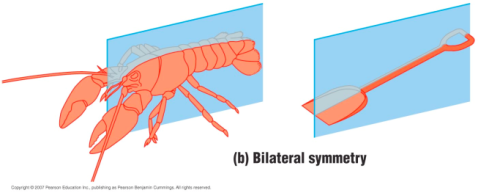 (b) Bilateral symmetry
Copyright © 2007 Pearson Education Inc., publishing as Pearson Benjamin Cummings. All rights reserved.